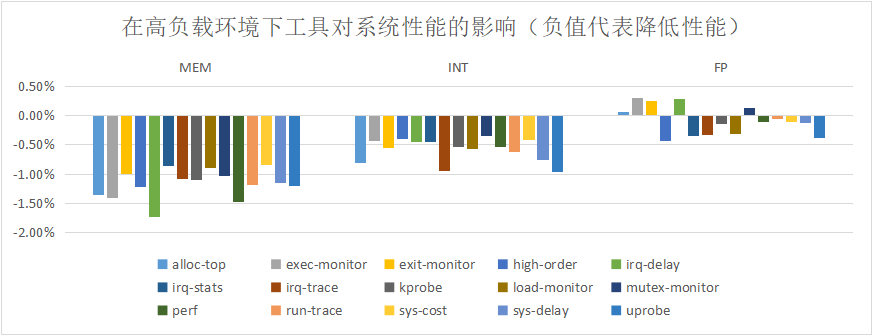 在高负载环境下工具对系统性能的影响（负值代表降低性能）
MEM INT FP
0.50%
0.00%
-0.50%
-1.00%
-1.50%
-2.00%
alloc-top exec-monitor exit-monitor high-order irq-delay
irq-stats irq-trace kprobe load-monitor mutex-monitor
perf run-trace sys-cost sys-delay uprobe